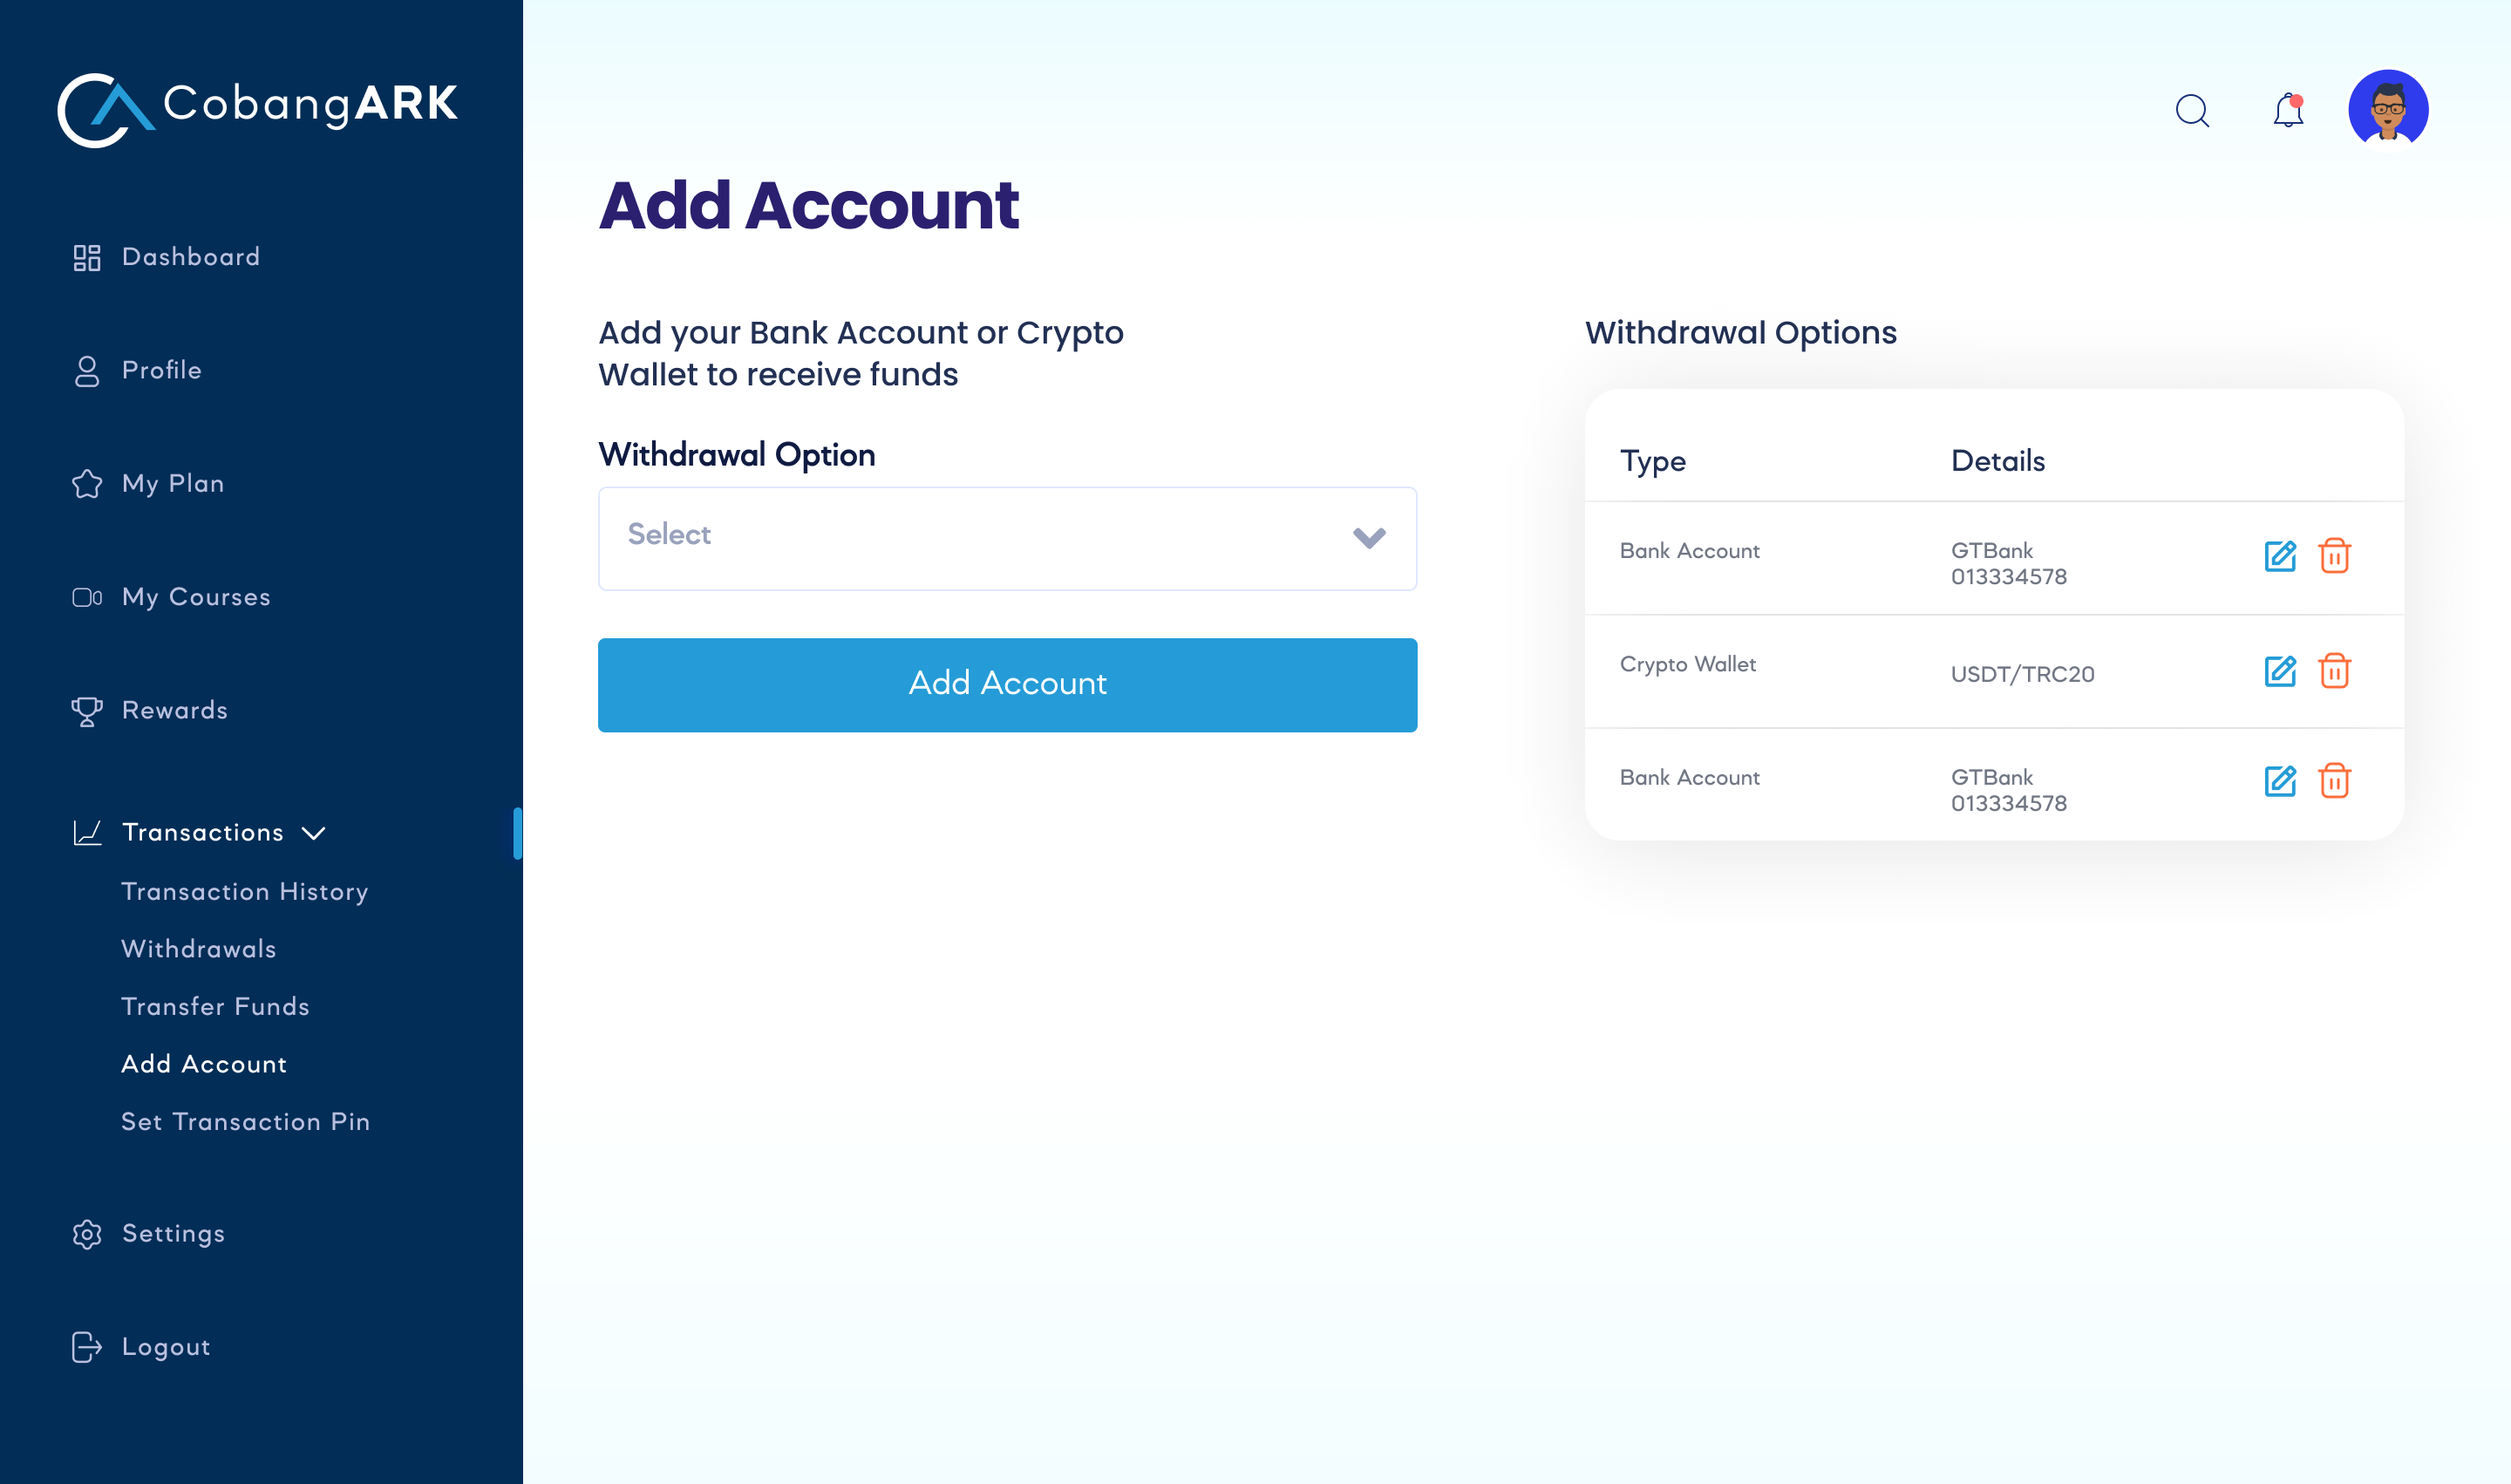 CobangARK
Dashboard
Profile
My Plan
My Courses
Rewards
Transactions
Transaction History
Withdrawals
Transfer Funds
Add Account
Set Transaction Pin
Settings
Logout
Add Account
Add your Bank Account or Crypto
Wallet to receive funds
Withdrawal Option
Select
Add Account
Withdrawal Options
Type Details
Bank Account GTBank
013334578
Crypto Wallet USDT/TRC20
Bank Account GTBank
013334578